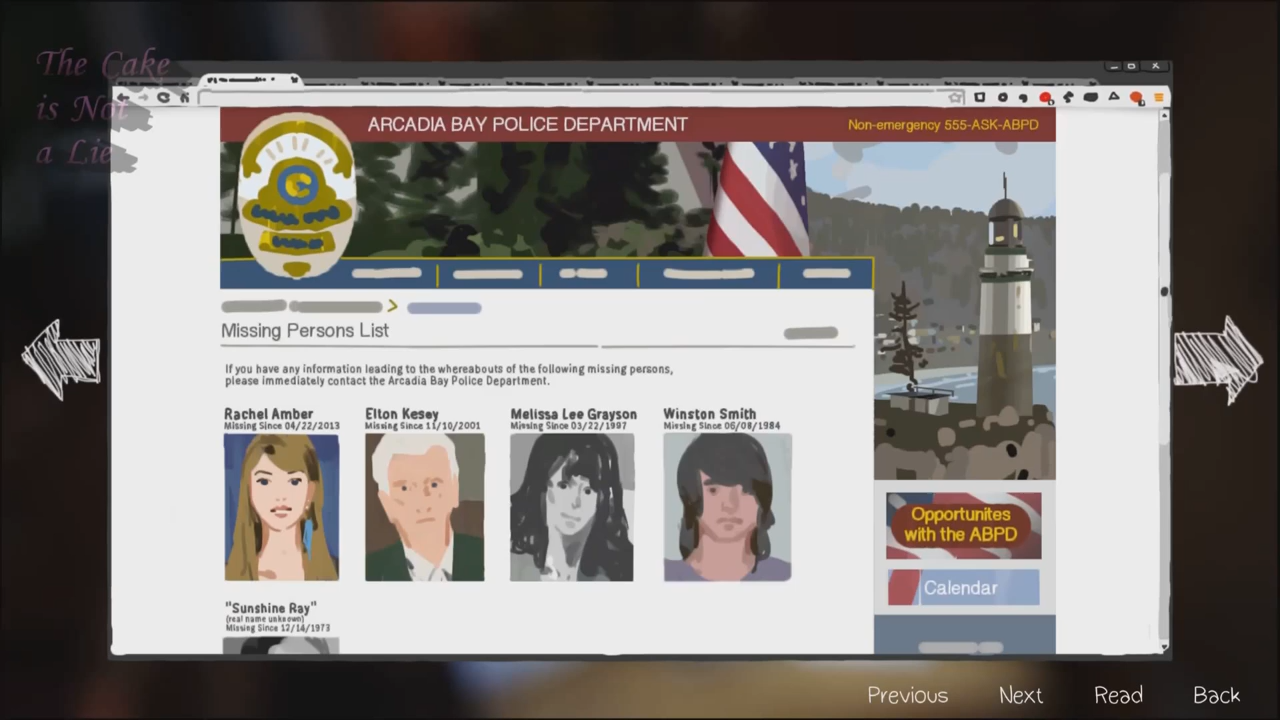 The Cake
is Not
a Lie
ARCADIA BAY POLICE DEPARTMENT
Non-emergency 555-ASK-ABPD
Missing Persons List
If you have any information leading to the whereabouts of the following missing persons,
please immediately contact the Arcadia Bay Police Department.
Rachel Amber
Missing Since 04/22/2013
Elton Kesey
Missing Since 11/10/2001
Melissa Lee Grayson
Missing Since 03/22/1997
Winston Smith
Missing Since 06/08/1984
"Sunshine Ray"
(real name unknown)
Missing Since 12/14/1973
Opportunites
with the ABPD
Calendar
Previous
Next
Read
Back